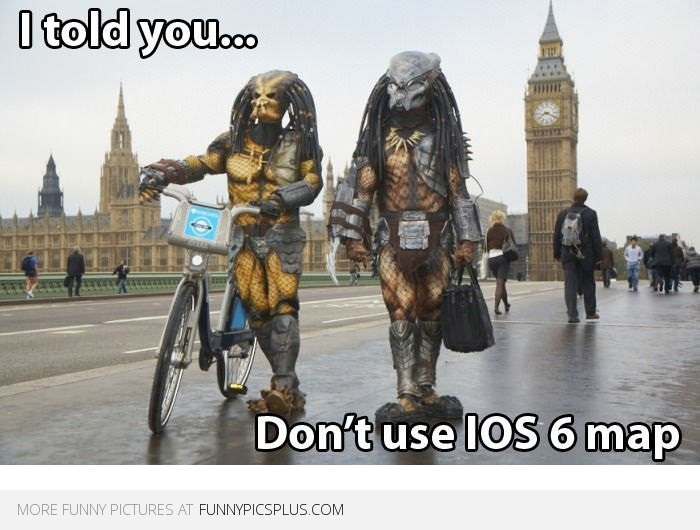 I told you...
Don't use IOS 6 map
MORE FUNNY PICTURES AT FUNNYPICSPLUS.COM